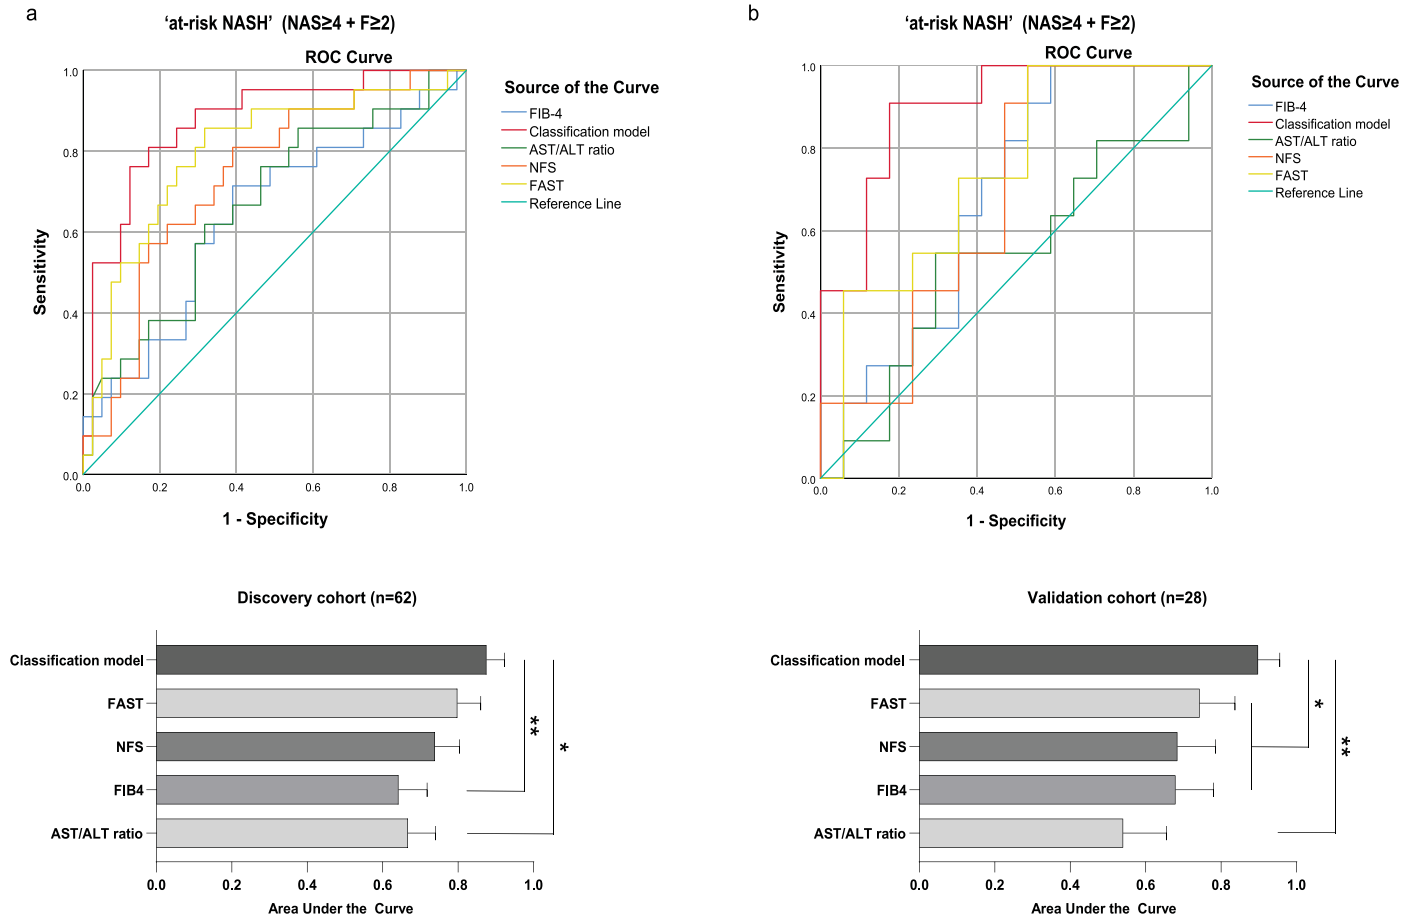 a
'at-risk NASH' (NAS≥4 + F≥2)
ROC Curve
1.0
0.8
0.6
0.4
0.2
0.0
0.0 0.2 0.4 0.6 0.8 1.0
Sensitivity
1 - Specificity
Source of the Curve
FIB-4
Classification model
AST/ALT ratio
NFS
FAST
Reference Line
b
'at-risk NASH' (NAS≥4 + F≥2)
ROC Curve
1.0
0.8
0.6
0.4
0.2
0.0
0.0 0.2 0.4 0.6 0.8 1.0
Sensitivity
1 - Specificity
Source of the Curve
FIB-4
Classification model
AST/ALT ratio
NFS
FAST
Reference Line
Discovery cohort (n=62)
Classification model
FAST
NFS
FIB4
AST/ALT ratio
**
*
0.0 0.2 0.4 0.6 0.8 1.0
Area Under the Curve
Validation cohort (n=28)
Classification model
FAST
NFS
FIB4
AST/ALT ratio
*
**
0.0 0.2 0.4 0.6 0.8 1.0
Area Under the Curve